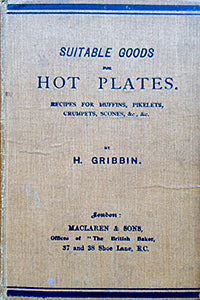 SUITABLE GOODS
FOR
HOT PLATES.
RECIPES FOR MUFFINS, PIKELETS,
CRUMPETS, SCONES, &c., &c.
BY
H. GRIBBIN.
London:
MACLAREN & SONS,
Offices of "The British Baker,
37 and 38 Shoe Lane, E.C.